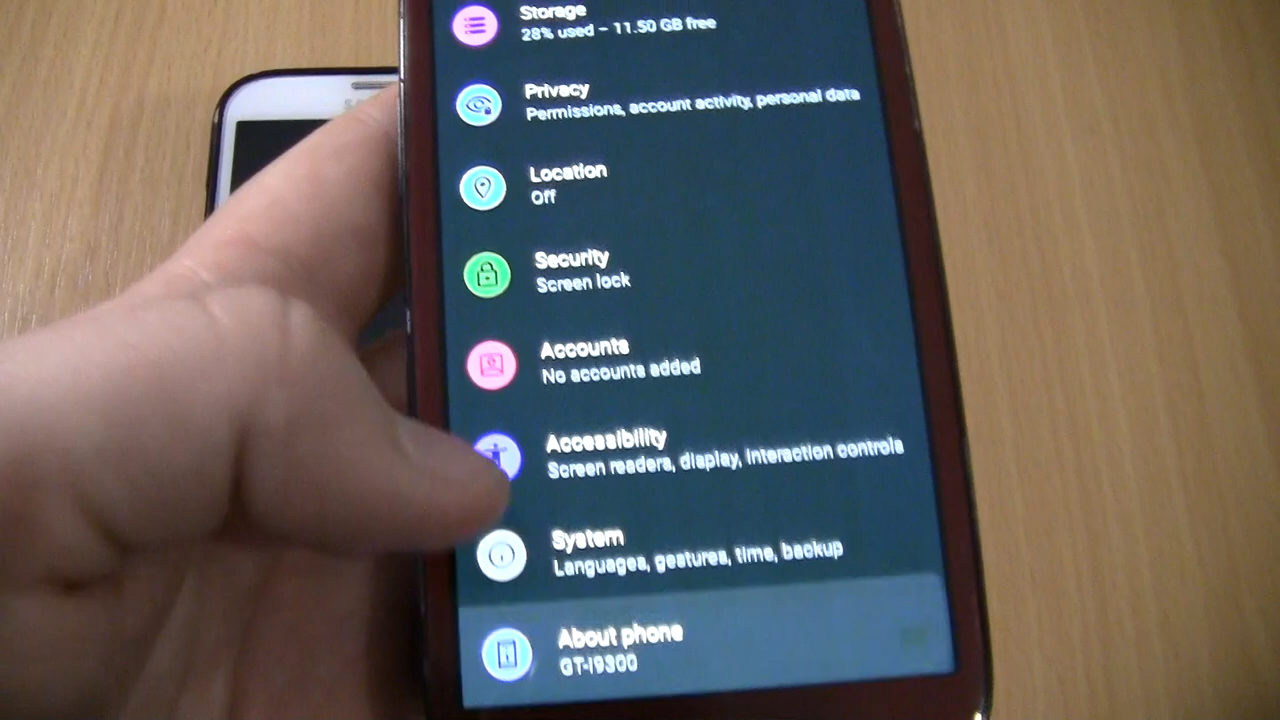 Storage
28% used – 11.50 GB free
Privacy
Permissions, account activity, personal data
Location
Off
Security
Screen lock
Accounts
No accounts added
Accessibility
Screen readers, display, interaction controls
System
Languages, gestures, time, backup
About phone
GT-I9300